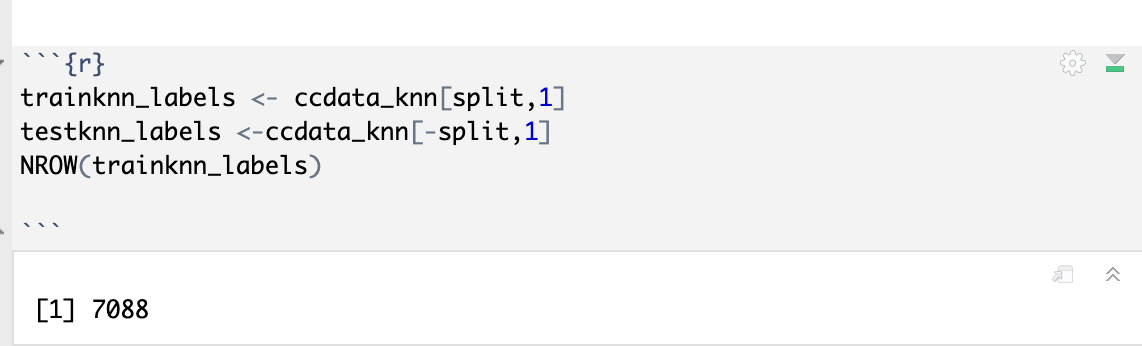 ```{r}
trainknn_labels <- ccdata_knn[split,1]
testknn_labels <-ccdata_knn[-split,1]
NROW(trainknn_labels)
```
[1] 7088